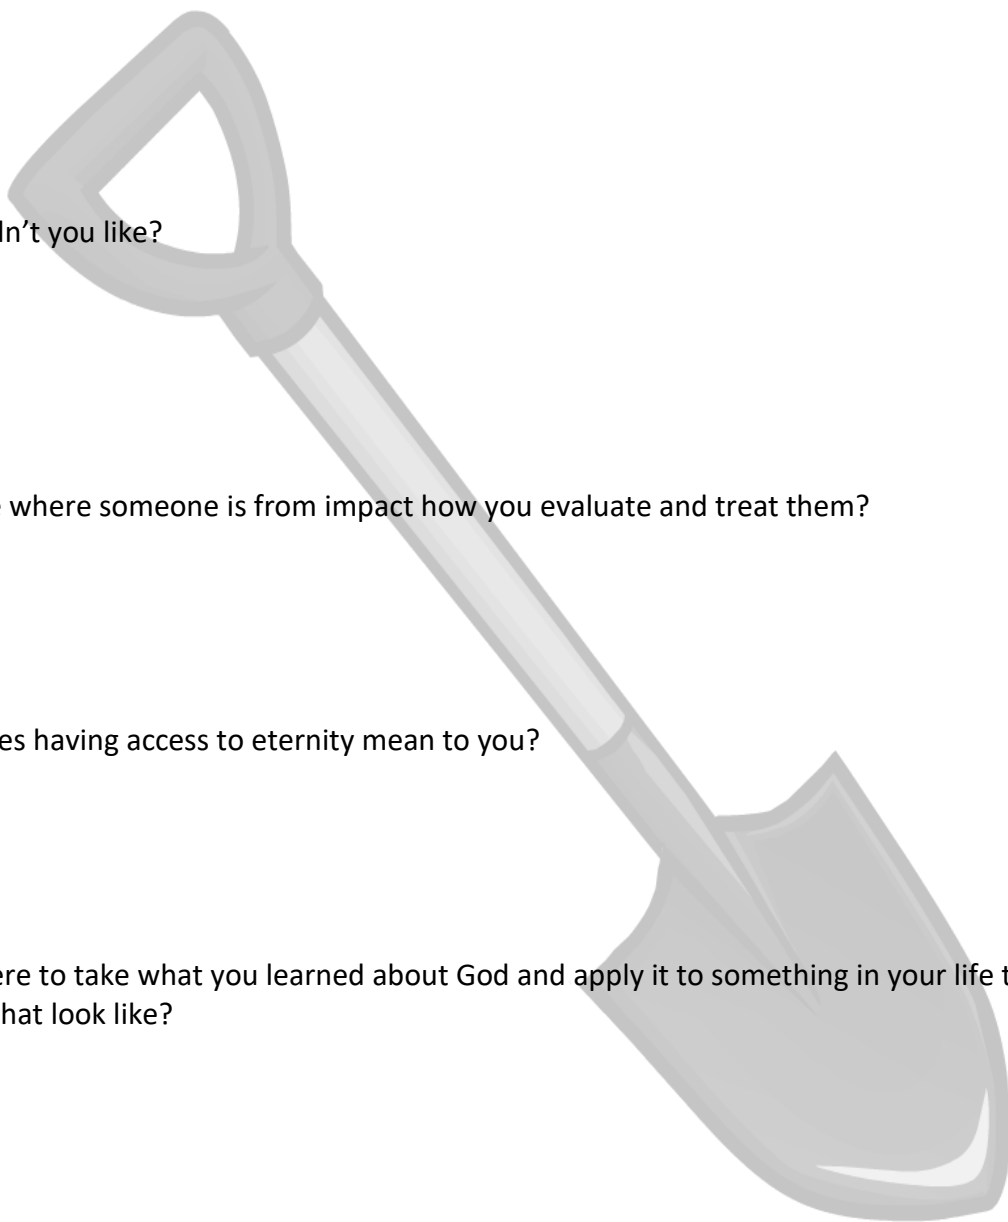 dn’t you like?
where someone is from impact how you evaluate and treat them?
es having access to eternity mean to you?
ere to take what you learned about God and apply it to something in your life t
hat look like?